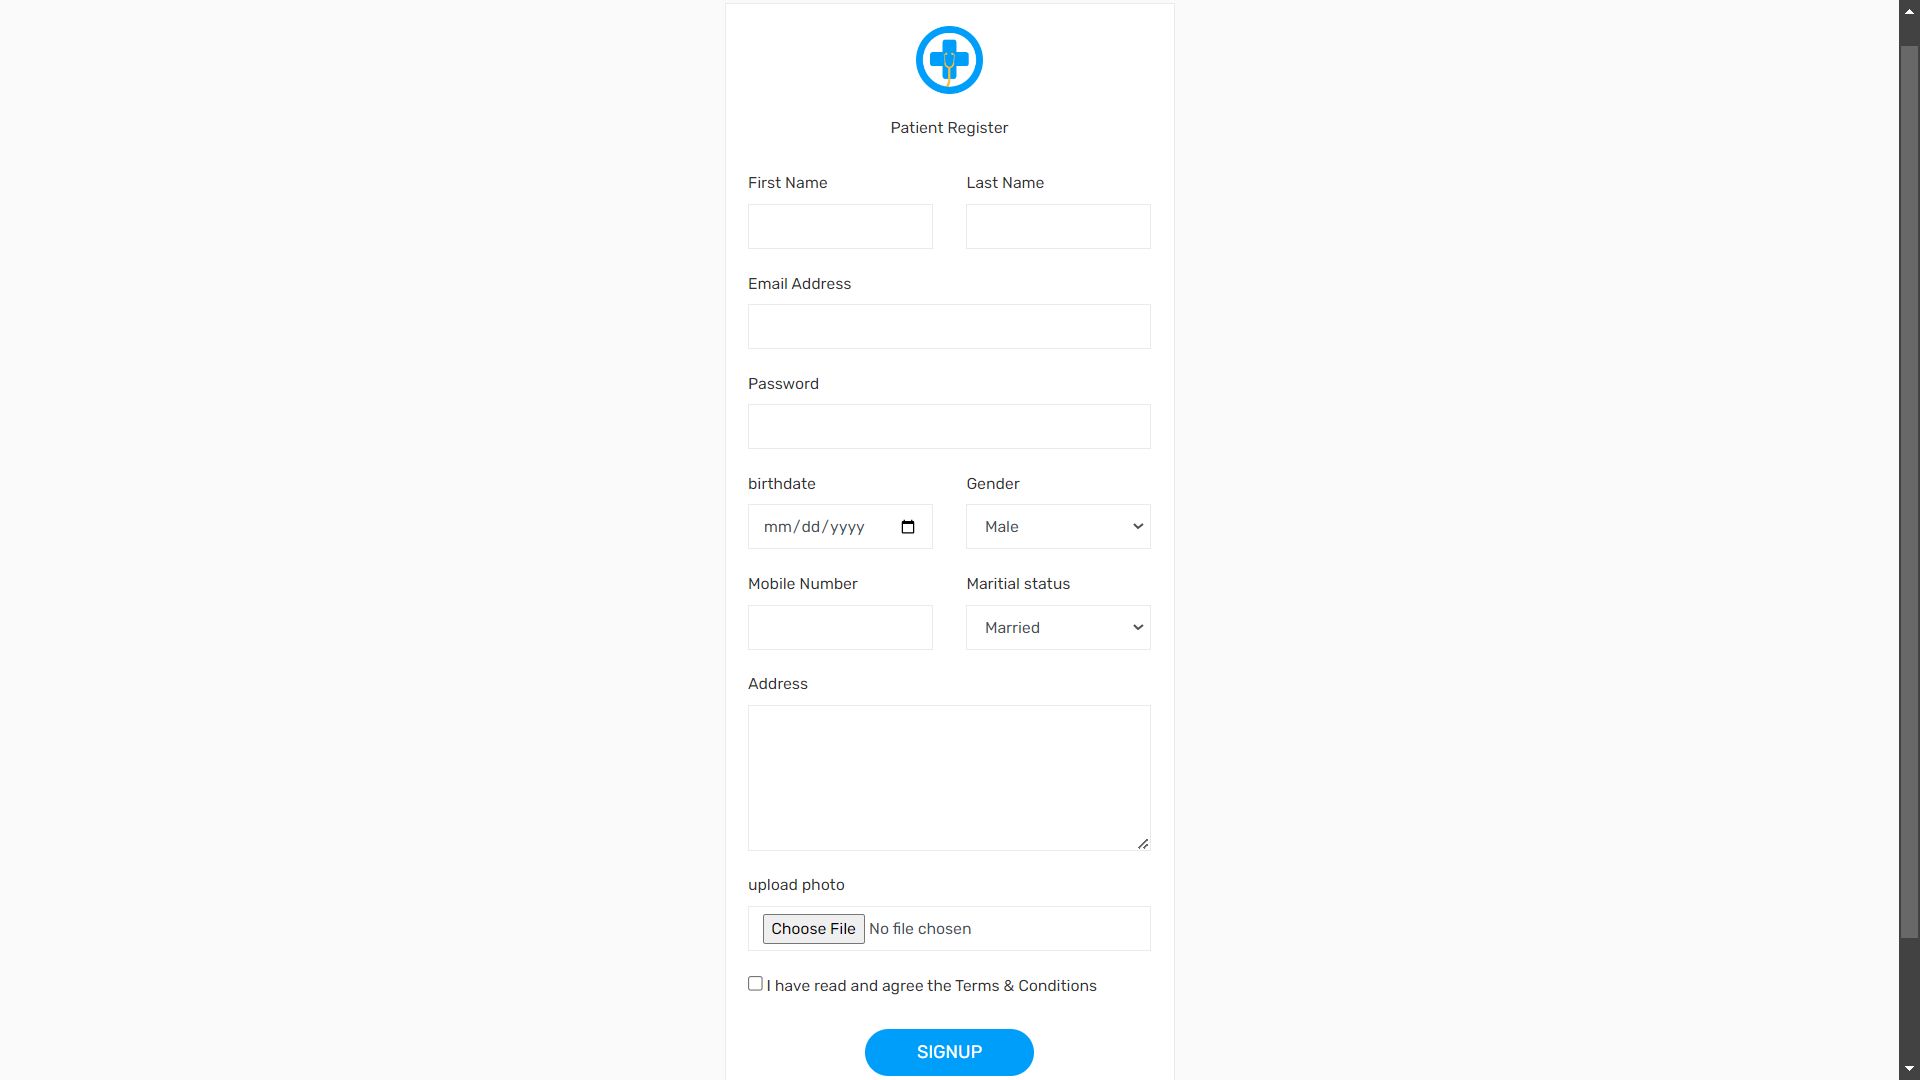 Patient Register
First Name
Last Name
Email Address
Password
birthdate
Gender
mm/dd/yyyy
Male
Mobile Number
Maritial status
Married
Address
upload photo
Choose File No file chosen
I have read and agree the Terms & Conditions
SIGNUP